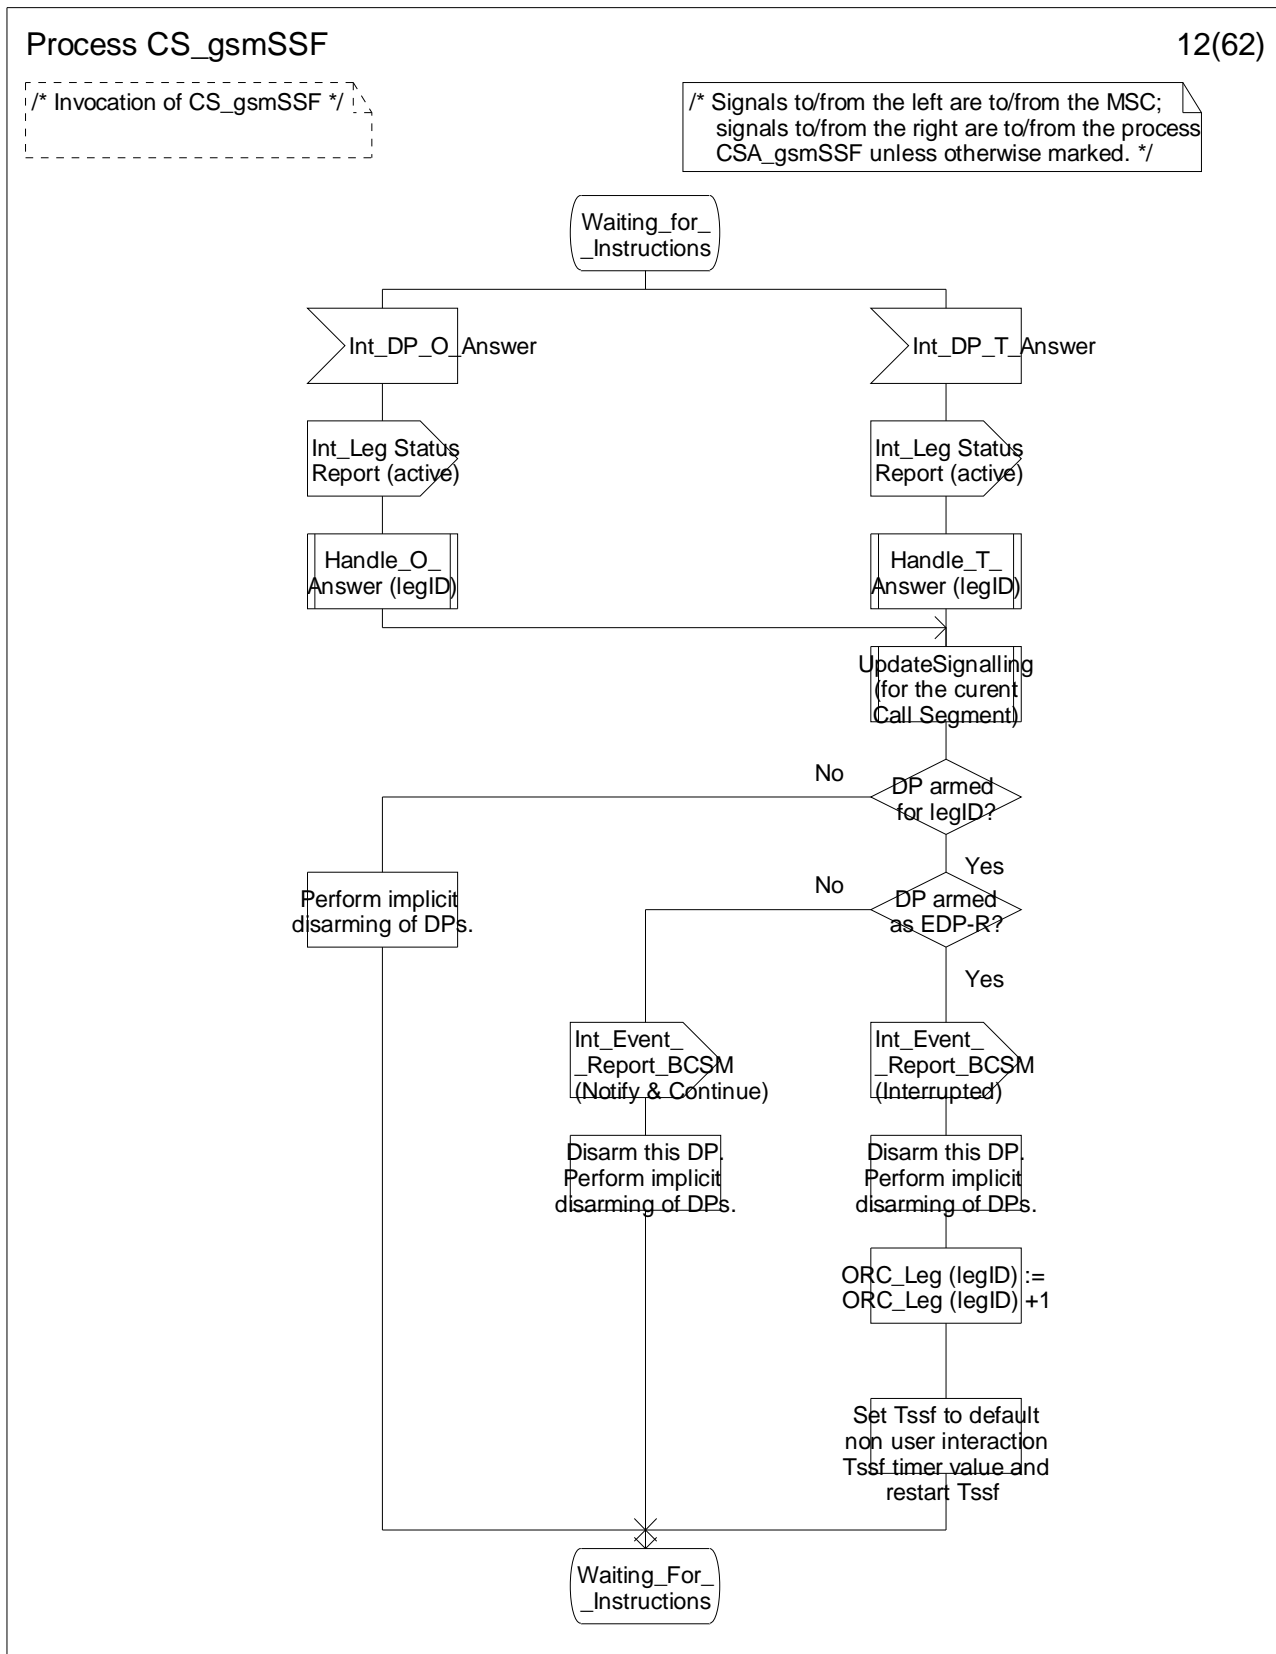 Process CS_gsmSSF
12(62)
/* Invocation of CS_gsmSSF */
/* Signals to/from the left are to/from the MSC;
signals to/from the right are to/from the process
CSA_gsmSSF unless otherwise marked. */
Waiting_for_
_Instructions
Int_DP_O_Answer
Int_DP_T_Answer
Int_Leg Status
Report (active)
Int_Leg Status
Report (active)
Handle_O_
Answer (legID)
Handle_T_
Answer (legID)
UpdateSignalling
(for the curent
Call Segment)
No
DP armed
for legID?
Yes
Perform implicit
disarming of DPs.
No
DP armed
as EDP-R?
Yes
Int_Event_
_Report_BCSM
(Notify & Continue)
Int_Event_
_Report_BCSM
(Interrupted)
Disarm this DP.
Perform implicit
disarming of DPs.
Disarm this DP.
Perform implicit
disarming of DPs.
ORC_Leg (legID) :=
ORC_Leg (legID) +1
Set Tssf to default
non user interaction
Tssf timer value and
restart Tssf
Waiting_For_
_Instructions